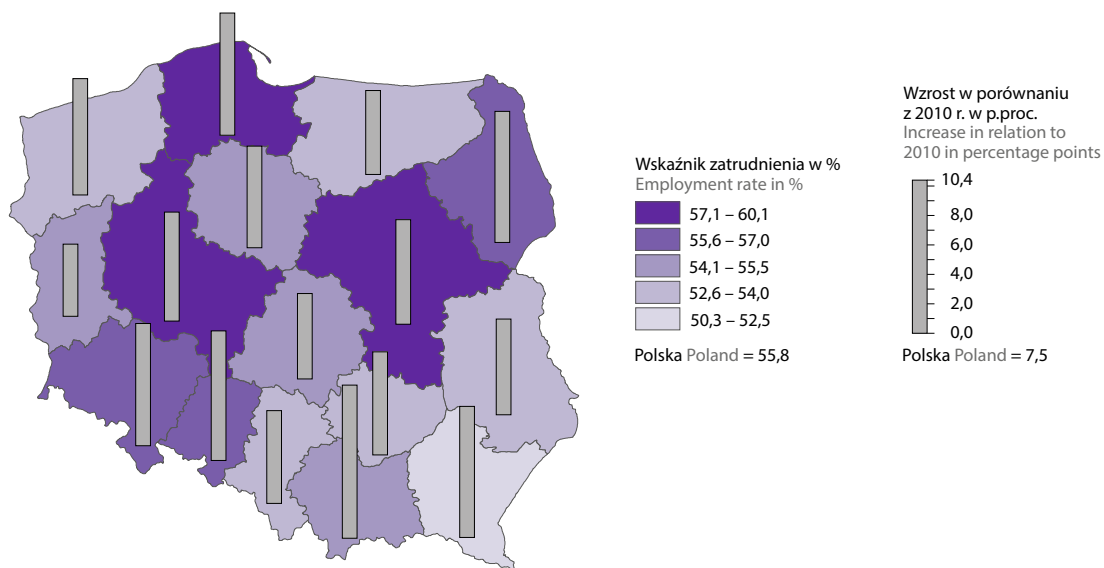 Wskaźnik zatrudnienia w %
Employment rate in %
57,1 – 60,1
55,6 – 57,0
54,1 – 55,5
52,6 – 54,0
50,3 – 52,5
Polska Poland = 55,8
Wzrost w porównaniu
z 2010 r. w p.proc.
Increase in relation to
2010 in percentage points
10,4
8,0
6,0
4,0
2,0
0,0
Polska Poland = 7,5